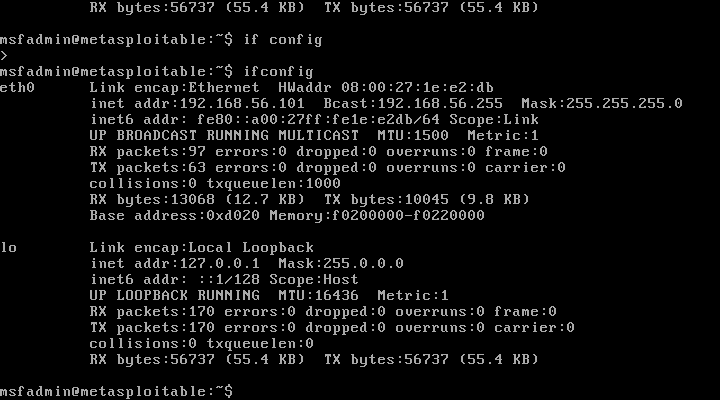 RX bytes:56737 (55.4 KB) TX bytes:56737 (55.4 KB)
msfadmin@metasploitable:~$ if config
>
msfadmin@metasploitable:~$ ifconfig
eth0 Link encap:Ethernet HWaddr 08:00:27:1e:e2:db
inet addr:192.168.56.101 Bcast:192.168.56.255 Mask:255.255.255.0
inet6 addr: fe80::a00:27ff:fe1e:e2db/64 Scope:Link
UP BROADCAST RUNNING MULTICAST MTU:1500 Metric:1
RX packets:97 errors:0 dropped:0 overruns:0 frame:0
TX packets:63 errors:0 dropped:0 overruns:0 carrier:0
collisions:0 txqueuelen:1000
RX bytes:13068 (12.7 KB) TX bytes:10045 (9.8 KB)
Base address:0xd020 Memory:f0200000-f0220000
lo Link encap:Local Loopback
inet addr:127.0.0.1 Mask:255.0.0.0
inet6 addr: ::1/128 Scope:Host
UP LOOPBACK RUNNING MTU:16436 Metric:1
RX packets:170 errors:0 dropped:0 overruns:0 frame:0
TX packets:170 errors:0 dropped:0 overruns:0 carrier:0
collisions:0 txqueuelen:0
RX bytes:56737 (55.4 KB) TX bytes:56737 (55.4 KB)
msfadmin@metasploitable:~$